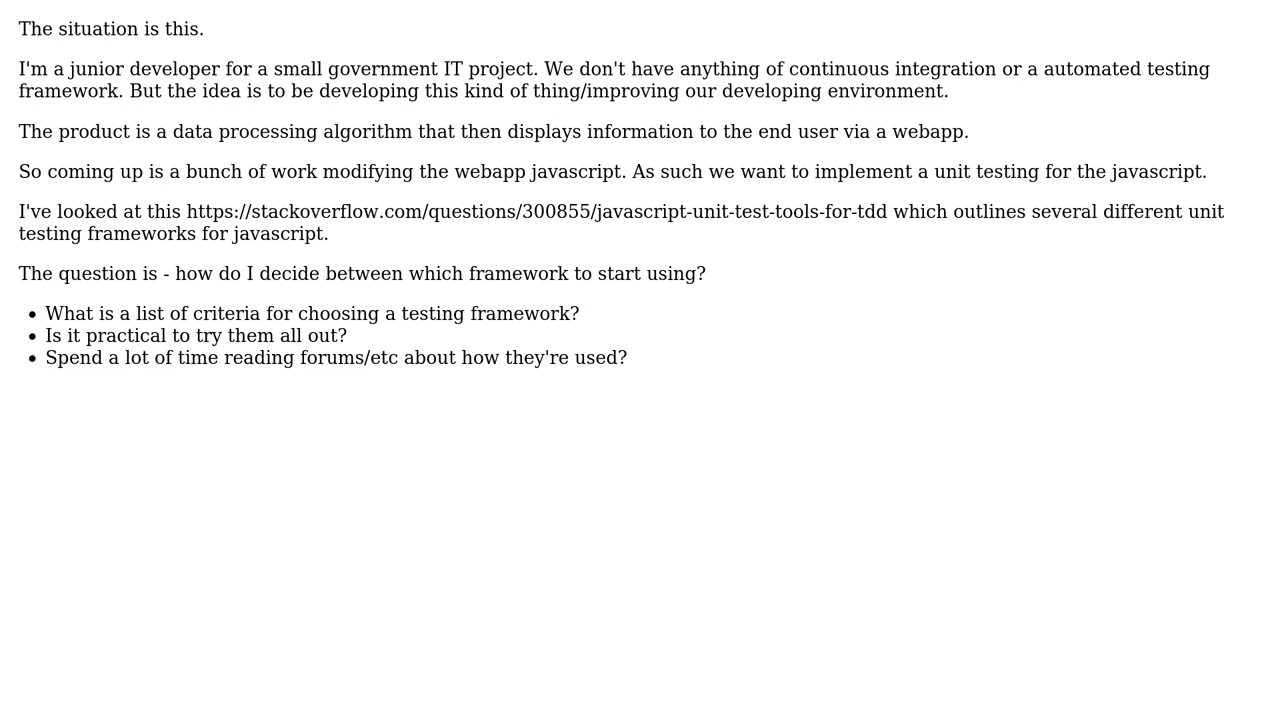 The situation is this.
I'm a junior developer for a small government IT project. We don't have anything of continuous integration or a automated testing
framework. But the idea is to be developing this kind of thing/improving our developing environment.
The product is a data processing algorithm that then displays information to the end user via a webapp.
So coming up is a bunch of work modifying the webapp javascript. As such we want to implement a unit testing for the javascript.
I've looked at this https://stackoverflow.com/questions/300855/javascript-unit-test-tools-for-tdd which outlines several different unit
testing frameworks for javascript.
The question is - how do I decide between which framework to start using?
• What is a list of criteria for choosing a testing framework?
• Is it practical to try them all out?
• Spend a lot of time reading forums/etc about how they're used?